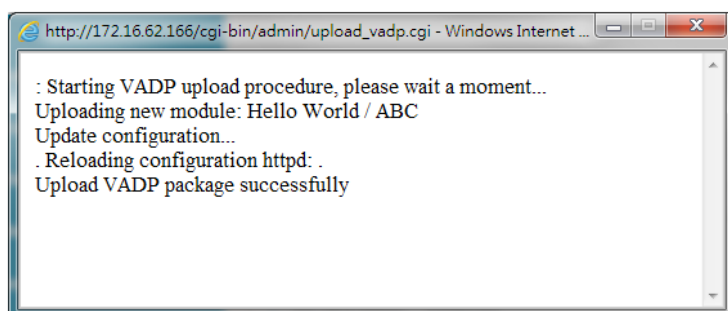 http://172.16.62.166/cgi-bin/admin/upload_vadp.cgi - Windows Internet ...
: Starting VADP upload procedure, please wait a moment...
Uploading new module: Hello World / ABC
Update configuration...
. Reloading configuration httpd: .
Upload VADP package successfully